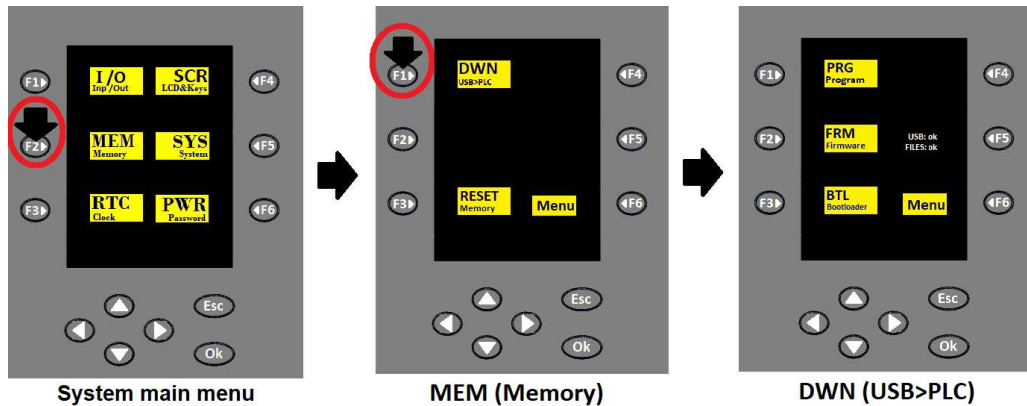 F1
I/O
Inp/Out
SCR
LCD&Keys
F4
F2
MEM
Memory
SYS
System
F5
F3
RTC
Clock
PWR
Password
F6
Esc
Ok
System main menu
F1
DWN
USB>PLC
F4
F2
F5
F3
RESET
Memory
Menu
F6
Esc
Ok
MEM (Memory)
F1
PRG
Program
F4
F2
FRM
Firmware
USB: ok
FILES: ok
F5
F3
BTL
Bootloader
Menu
F6
Esc
Ok
DWN (USB>PLC)